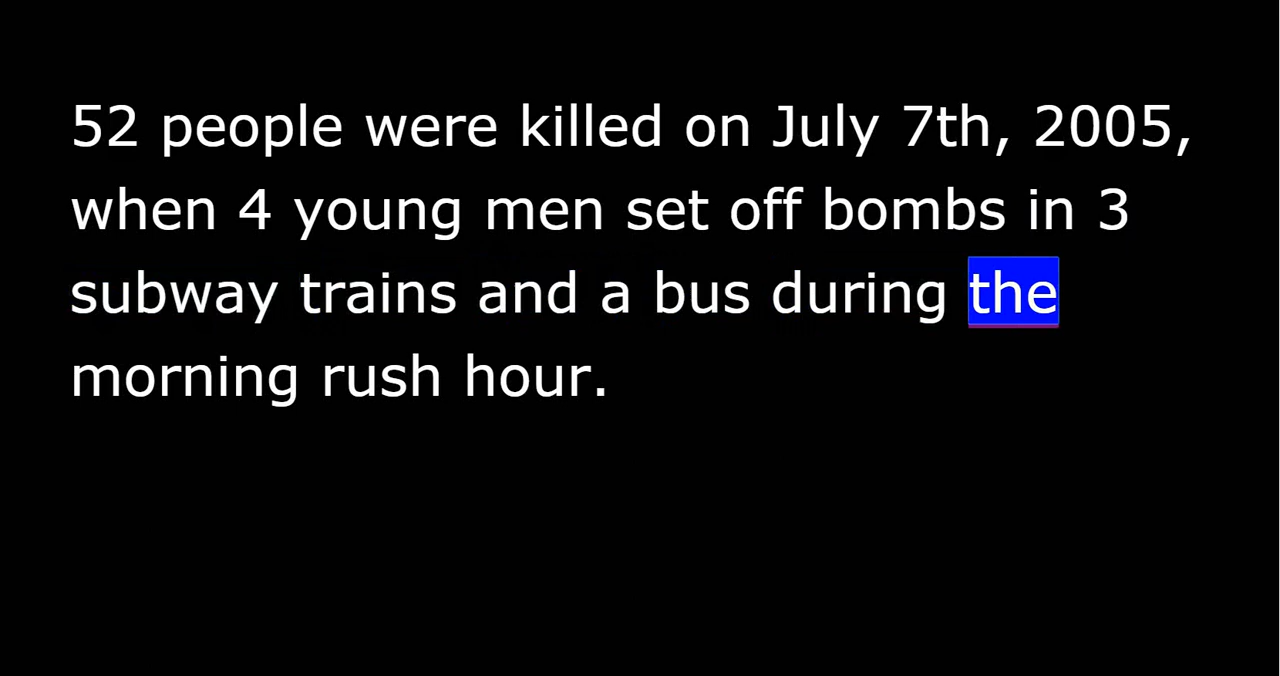 52 people were killed on July 7th, 2005,
when 4 young men set off bombs in 3
subway trains and a bus during the
morning rush hour.